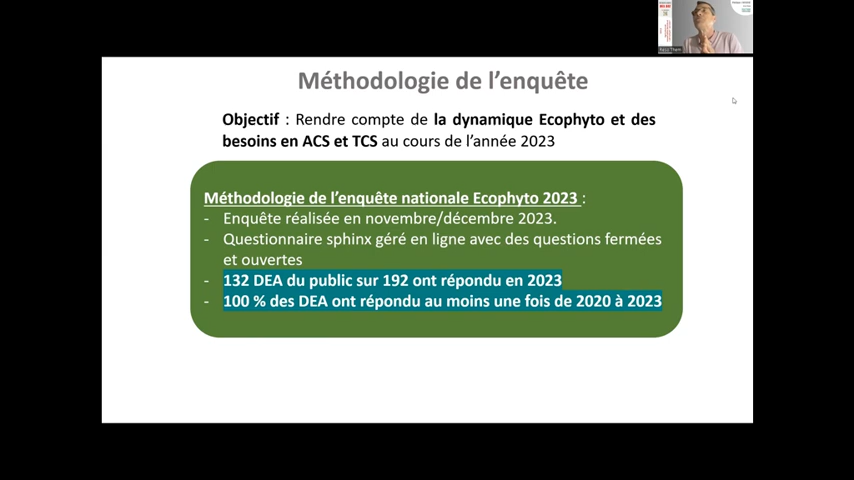 Méthodologie de l'enquête
Objectif : Rendre compte de la dynamique Ecophyto et des
besoins en ACS et TCS au cours de l'année 2023
Méthodologie de l'enquête nationale Ecophyto 2023 :
- Enquête réalisée en novembre/décembre 2023.
- Questionnaire sphinx géré en ligne avec des questions fermées
et ouvertes
- 132 DEA du public sur 192 ont répondu en 2023
- 100 % des DEA ont répondu au moins une fois de 2020 à 2023